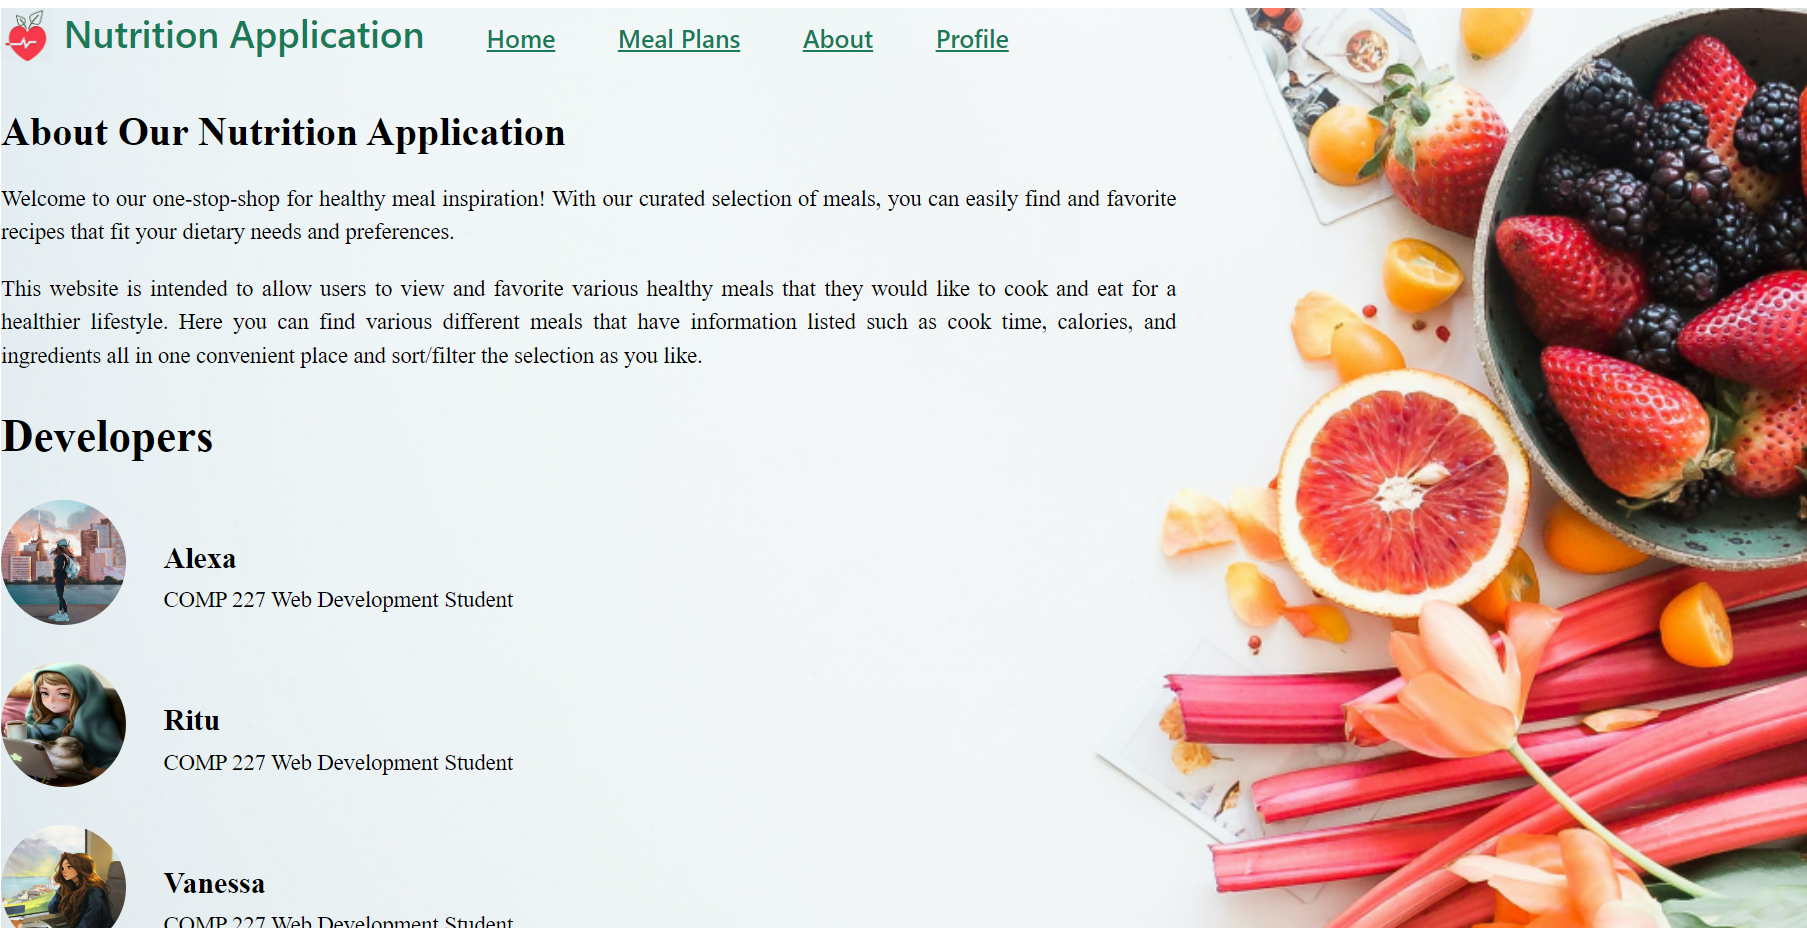 Nutrition Application Home Meal Plans About Profile
About Our Nutrition Application
Welcome to our one-stop-shop for healthy meal inspiration! With our curated selection of meals, you can easily find and favorite
recipes that fit your dietary needs and preferences.
This website is intended to allow users to view and favorite various healthy meals that they would like to cook and eat for a
healthier lifestyle. Here you can find various different meals that have information listed such as cook time, calories, and
ingredients all in one convenient place and sort/filter the selection as you like.
Developers
Alexa
COMP 227 Web Development Student
Ritu
COMP 227 Web Development Student
Vanessa
COMP 227 Web Development Student